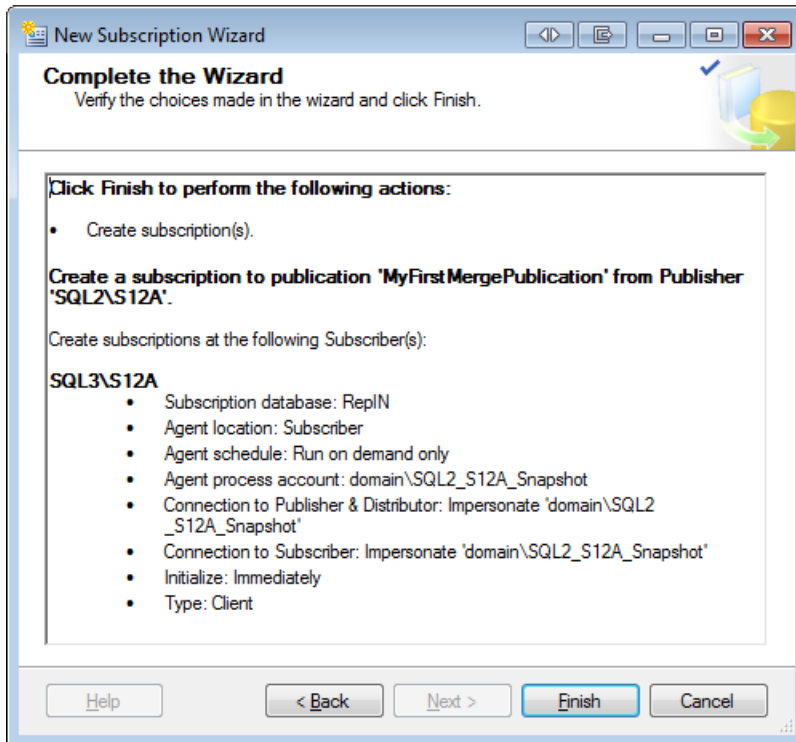 New Subscription Wizard
Complete the Wizard
Verify the choices made in the wizard and click Finish.
Click Finish to perform the following actions:
• Create subscription(s).
Create a subscription to publication 'MyFirstMergePublication' from Publisher
'SQL2\S12A'.
Create subscriptions at the following Subscriber(s):
SQL3\S12A
• Subscription database: RepIN
• Agent location: Subscriber
• Agent schedule: Run on demand only
• Agent process account: domain\SQL2_S12A_Snapshot
• Connection to Publisher & Distributor: Impersonate 'domain\SQL2
_S12A_Snapshot'
• Connection to Subscriber: Impersonate 'domain\SQL2_S12A_Snapshot'
• Initialize: Immediately
• Type: Client
Help < Back Next > Finish Cancel